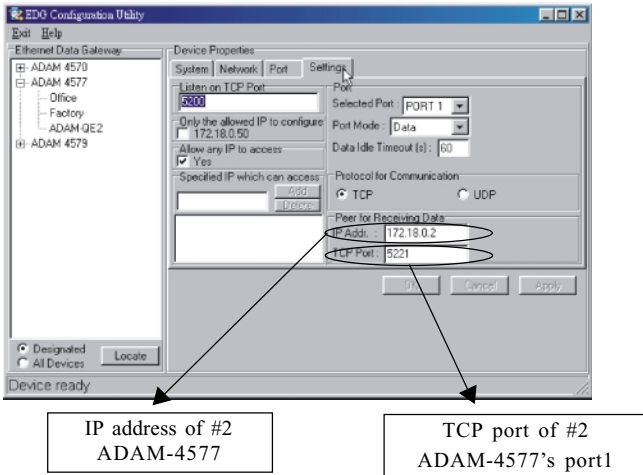 EDG Configuration Utility
Exit Help
Ethernet Data Gateway
ADAM 4570
ADAM 4577
Office
Factory
ADAM-QE2
ADAM 4579
Designated
All Devices
Locate
Device Properties
System Network Port Settings
Listen on TCP Port
5200
Only the allowed IP to configure
172.18.0.50
Allow any IP to access
Yes
Specified IP which can access
Add
Delete
Port
Selected Port : PORT 1
Port Mode : Data
Data Idle Timeout (s) : 60
Protocol for Communication
TCP UDP
Peer for Receiving Data
IP Addr. : 172.18.0.2
TCP Port : 5221
Cancel Apply
Device ready
IP address of #2
ADAM-4577
TCP port of #2
ADAM-4577's port1